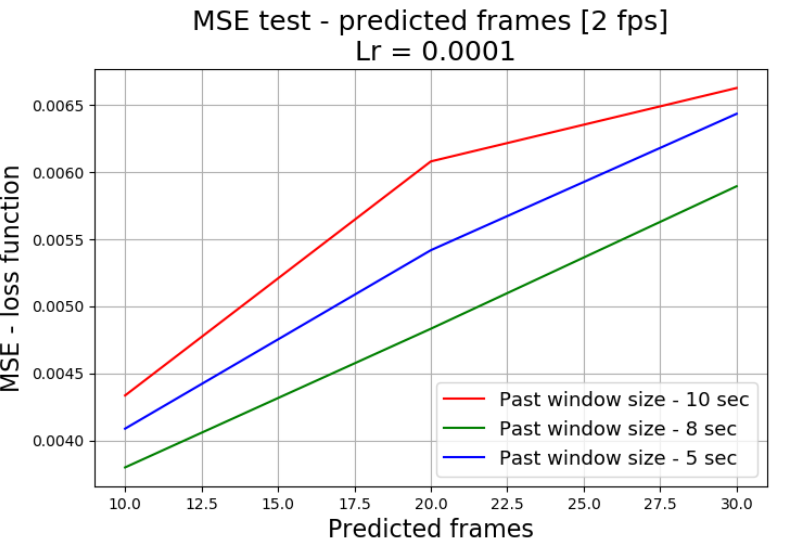 MSE test - predicted frames [2 fps]
Lr = 0.0001
MSE - loss function
0.0065
0.0060
0.0055
0.0050
0.0045
0.0040
Past window size - 10 sec
Past window size - 8 sec
Past window size - 5 sec
10.0 12.5 15.0 17.5 20.0 22.5 25.0 27.5 30.0
Predicted frames